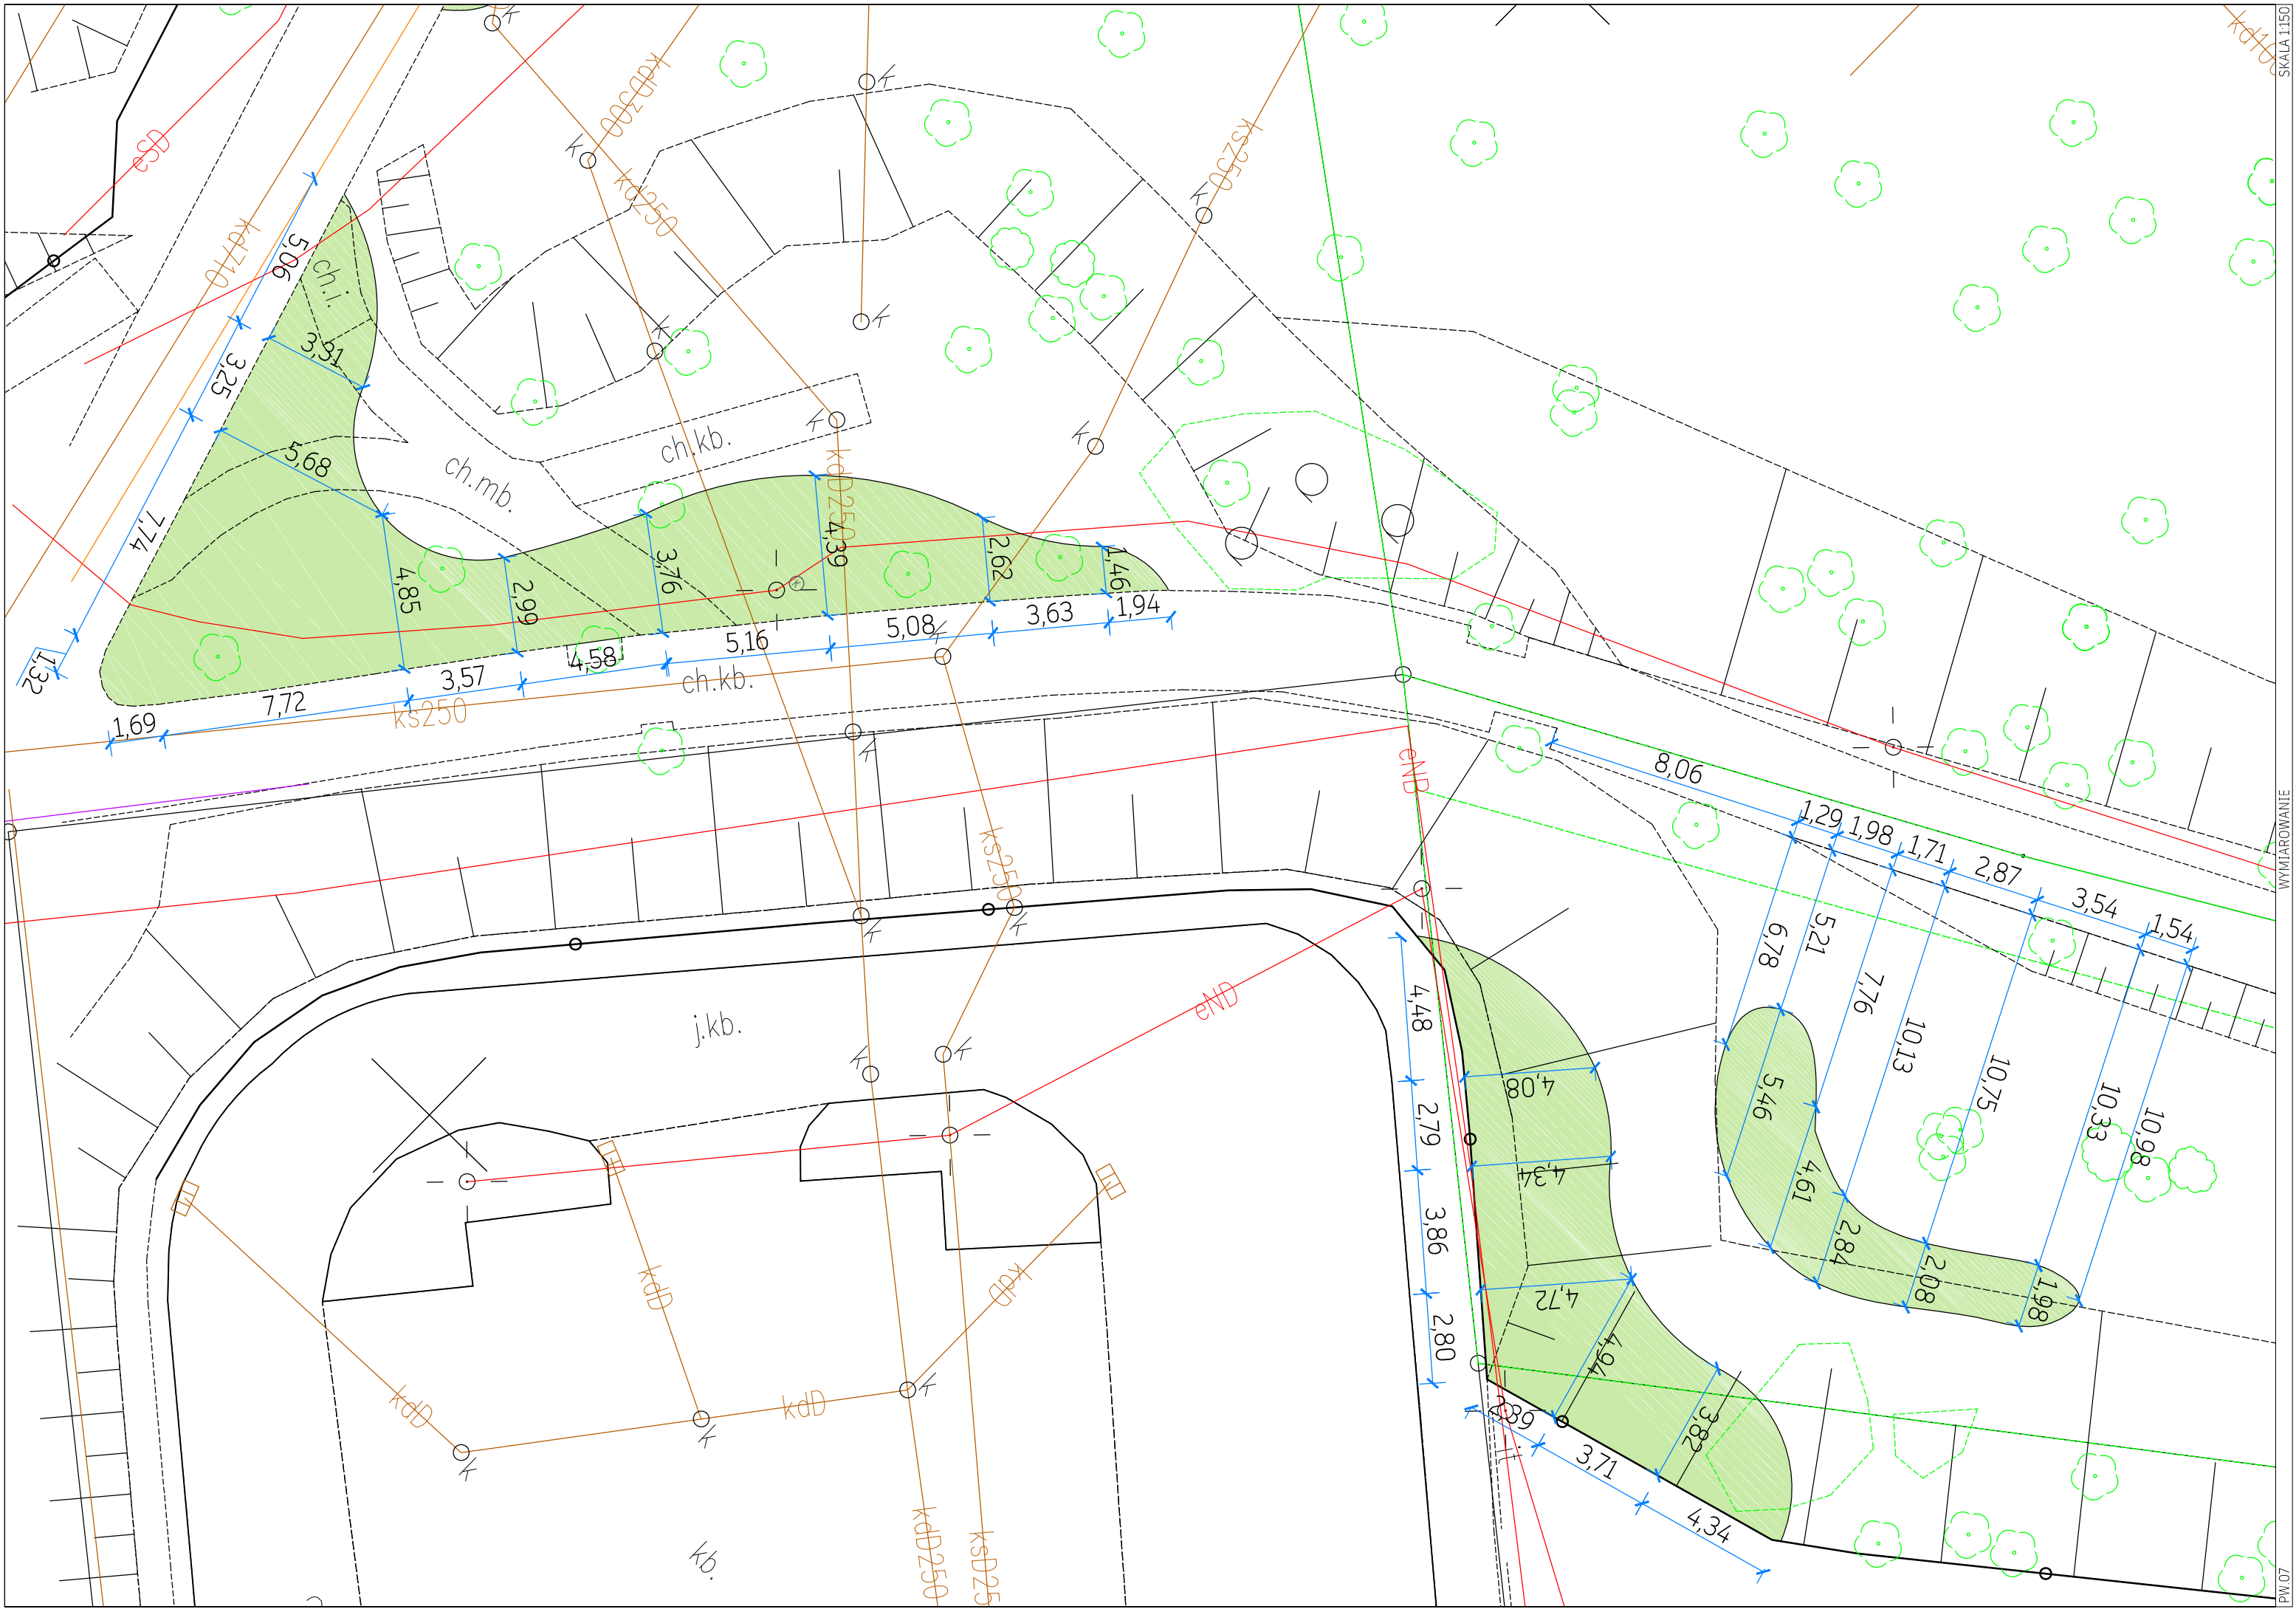 SKALA 1:150
WYMIAROWANIE
PW.07
K
kdD300
K
K
ks250
K
K
kd250
kd710
ch.i.
5,06
3,31
3,25
5,68
7,74
1,32
K
K
K
K
ch.kb.
ch.mb.
kdD250
4,85
2,99
3,76
4,39
2,62
1,46
1,69
7,72
3,57
4,58
5,16
5,08
3,63
1,94
K
ch.kb.
ks250
K
eND
8,06
1,29
1,98
1,71
2,87
3,54
1,54
ks250
K
K
6,78
5,21
7,76
10,13
10,75
10,33
10,98
j.kb.
eND
K
K
4,48
2,79
3,86
2,80
4,08
4,34
4,72
4,94
3,82
3,71
4,34
5,46
4,61
2,84
2,08
1,98
kdD
kdD
kdD
kdD
K
K
K
kdD250
ksD25
kb.